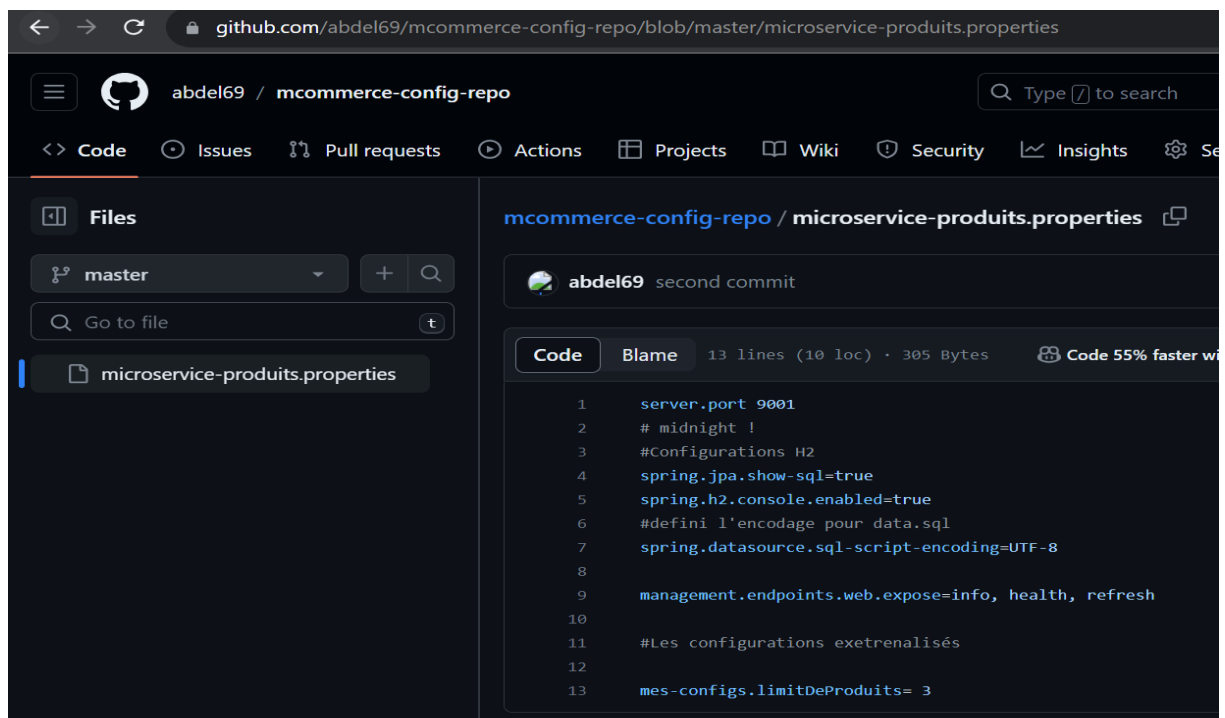 github.com/abdel69/mcommerce-config-repo/blob/master/microservice-produits.properties
abdel69 / mcommerce-config-repo
Type / to search
<> Code
Issues
Pull requests
Actions
Projects
Wiki
Security
Insights
Se
Files
master
Go to file
t
microservice-produits.properties
mcommerce-config-repo / microservice-produits.properties
abdel69 second commit
Code
Blame
13 lines (10 loc) · 305 Bytes
Code 55% faster wi
1 server.port 9001
2 # midnight !
3 #Configurations H2
4 spring.jpa.show-sql=true
5 spring.h2.console.enabled=true
6 #defini l'encodage pour data.sql
7 spring.datasource.sql-script-encoding=UTF-8
8
9 management.endpoints.web.expose=info, health, refresh
10
11 #Les configurations exetrenalisés
12
13 mes-configs.limitDeProduits= 3